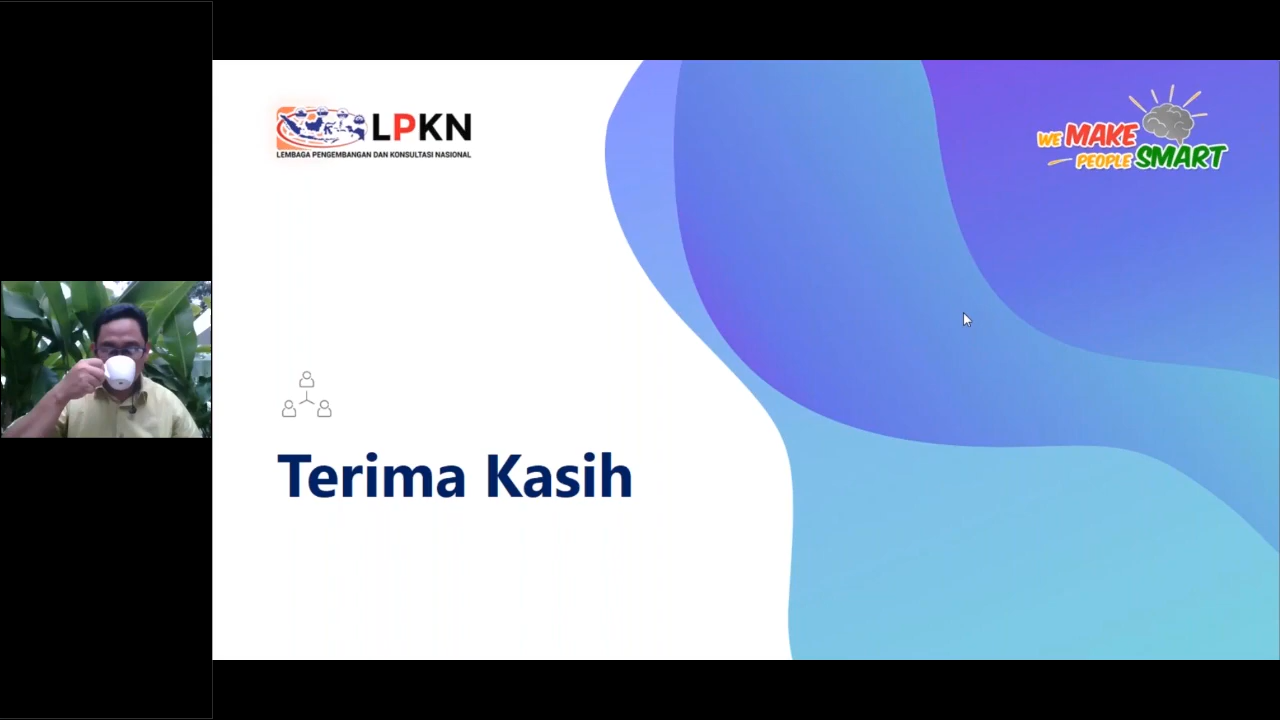 LPKN
LEMBAGA PENGEMBANGAN DAN KONSULTASI NASIONAL
WE MAKE
PEOPLE SMART
Terima Kasih